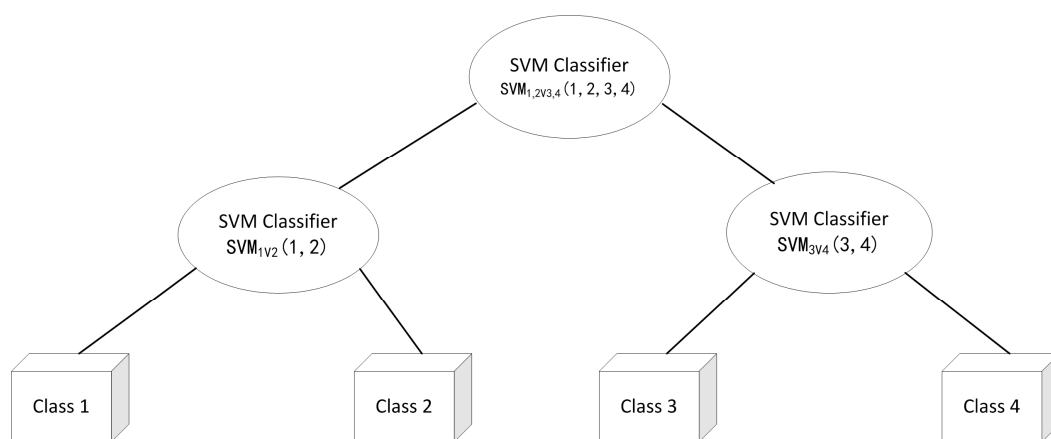 SVM Classifier
SVM1,2V3,4(1, 2, 3, 4)
SVM Classifier
SVM1V2(1, 2)
SVM Classifier
SVM3V4(3, 4)
Class 1
Class 2
Class 3
Class 4